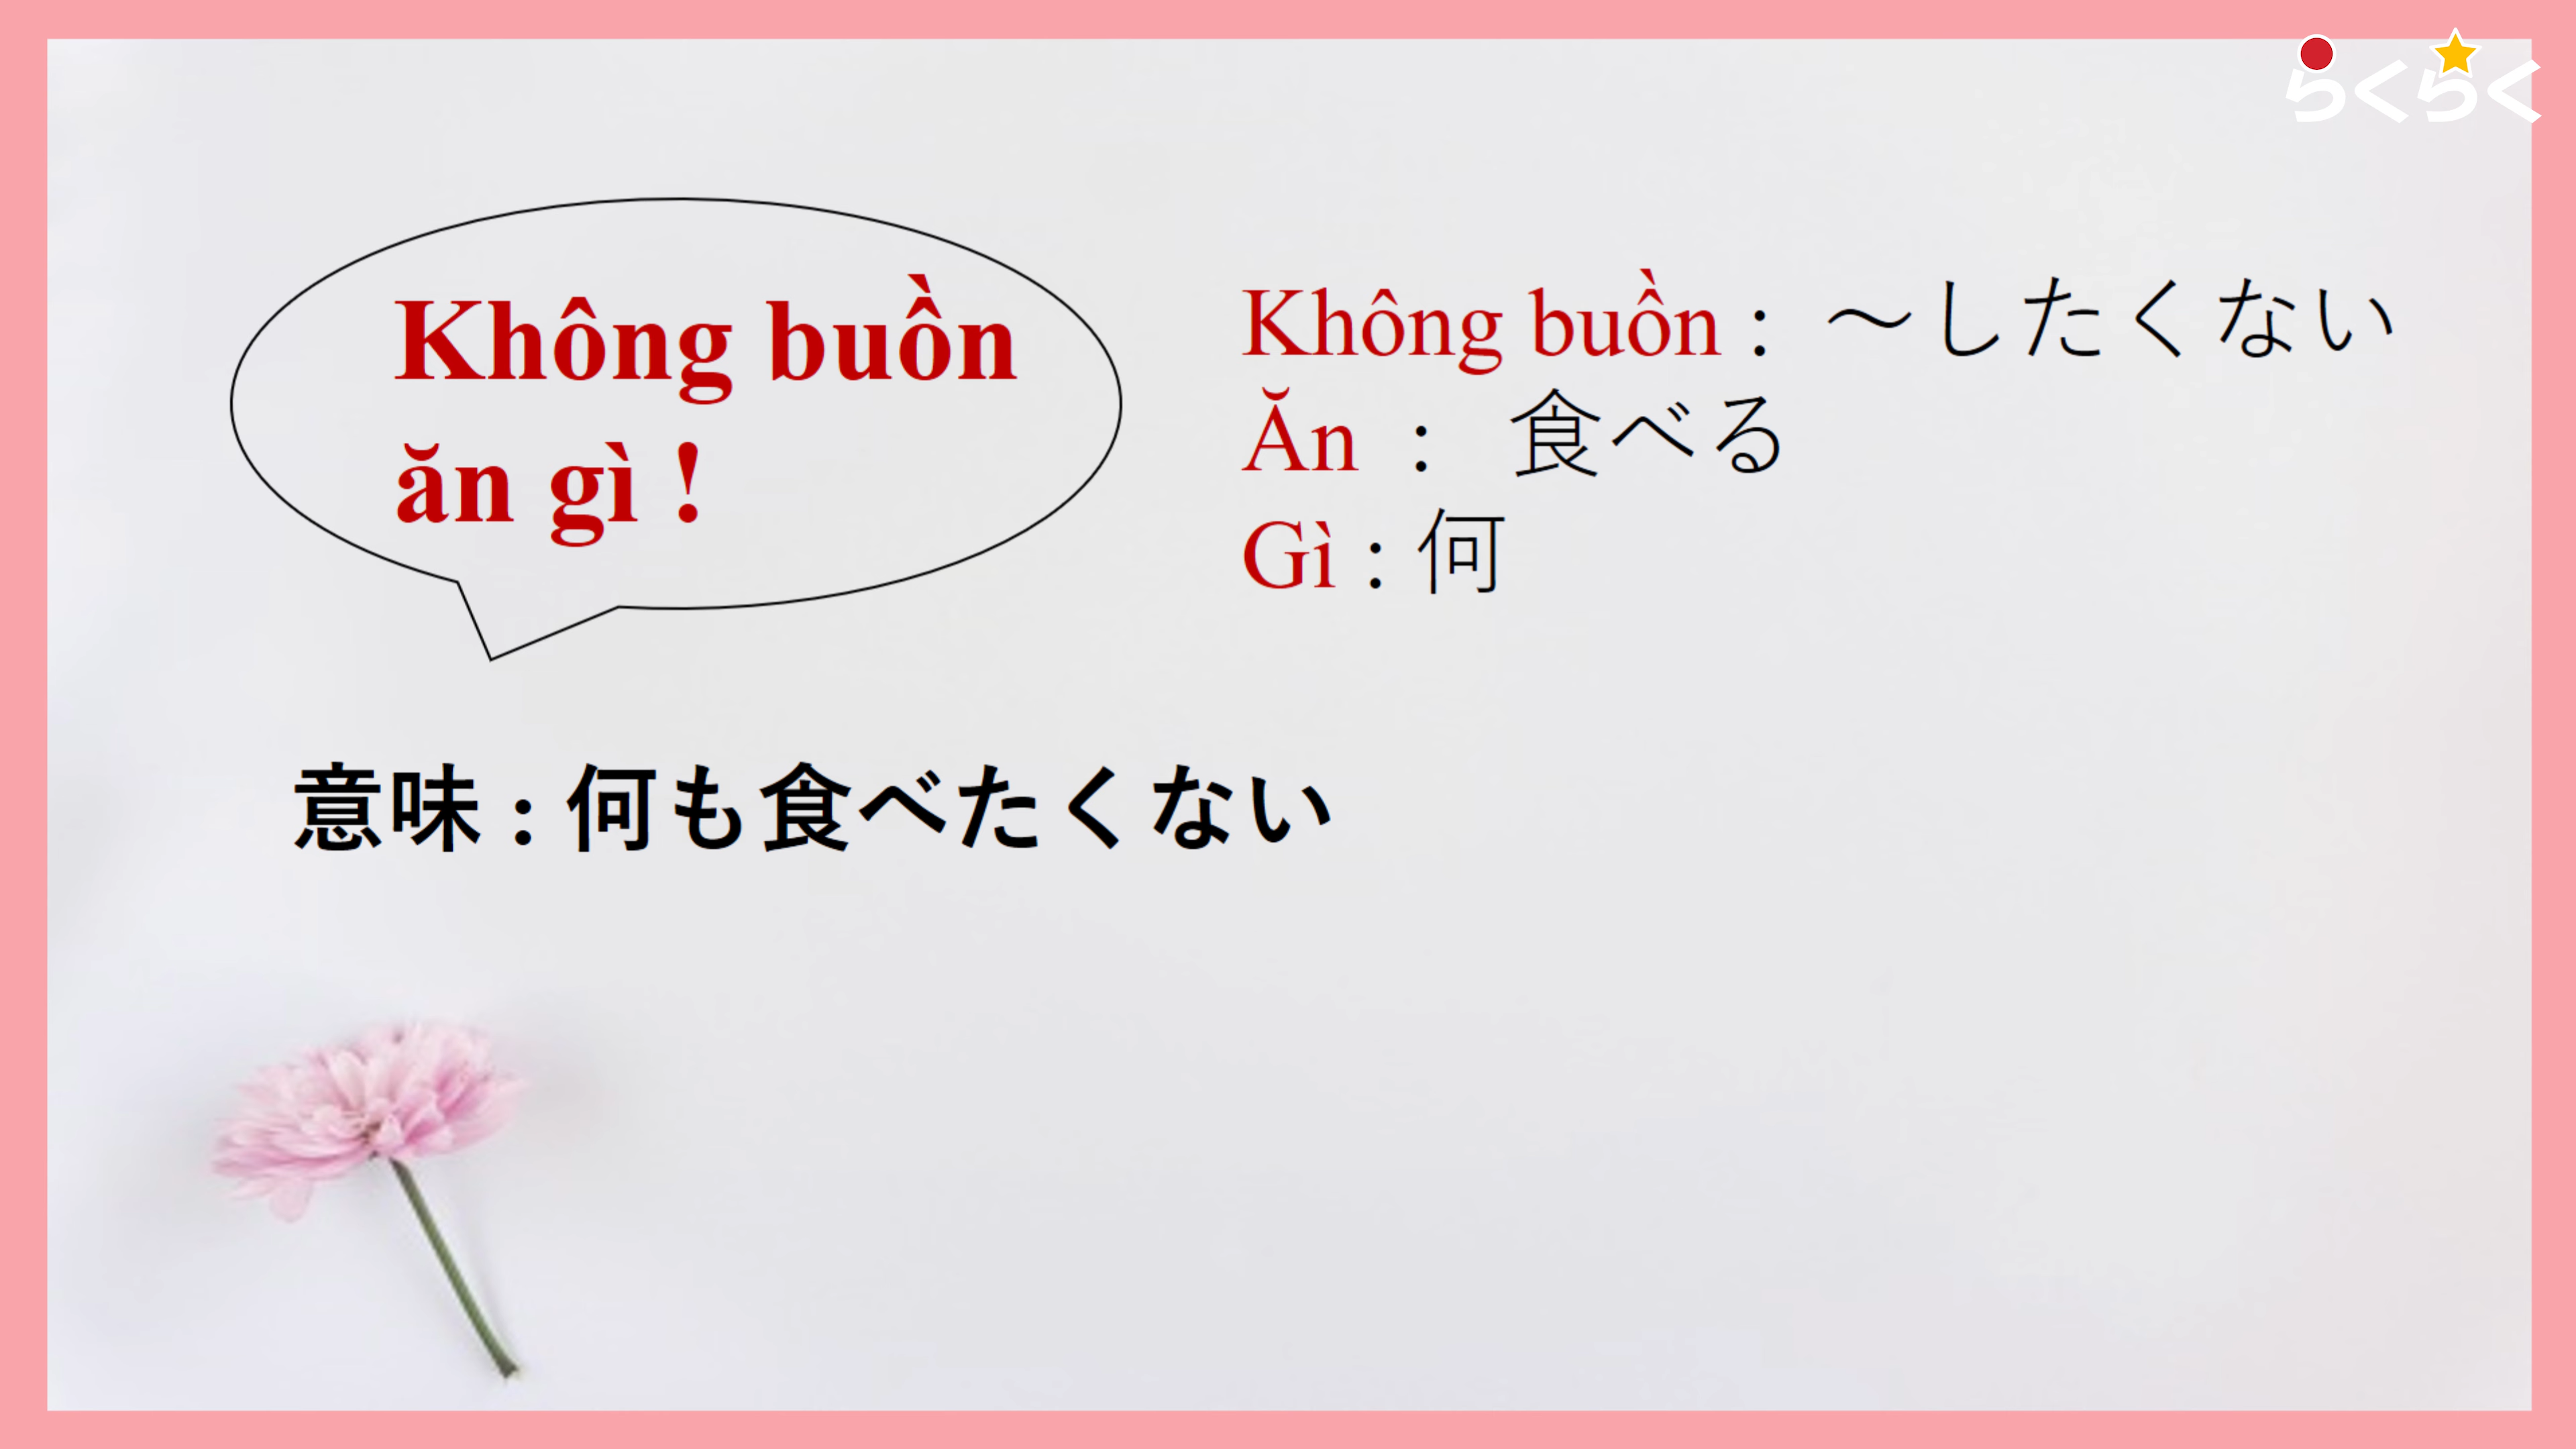 らくらく
Không buồn
ăn gì !
Không buồn : ～したくない
Ăn : 食べる
Gì : 何
意味 : 何も食べたくない